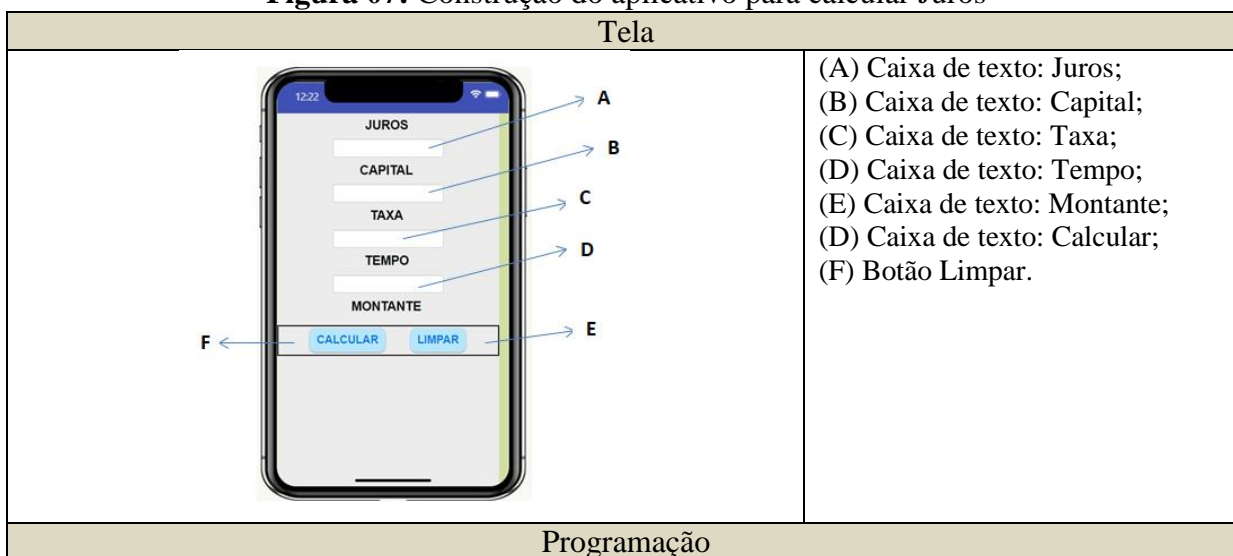 Figura 07: Construção do aplicativo para calcular Juros
Tela
12:22
JUROS
CAPITAL
TAXA
TEMPO
MONTANTE
CALCULAR LIMPAR
A
B
C
D
E
F
(A) Caixa de texto: Juros;
(B) Caixa de texto: Capital;
(C) Caixa de texto: Taxa;
(D) Caixa de texto: Tempo;
(E) Caixa de texto: Montante;
(D) Caixa de texto: Calcular;
(F) Botão Limpar.
Programação